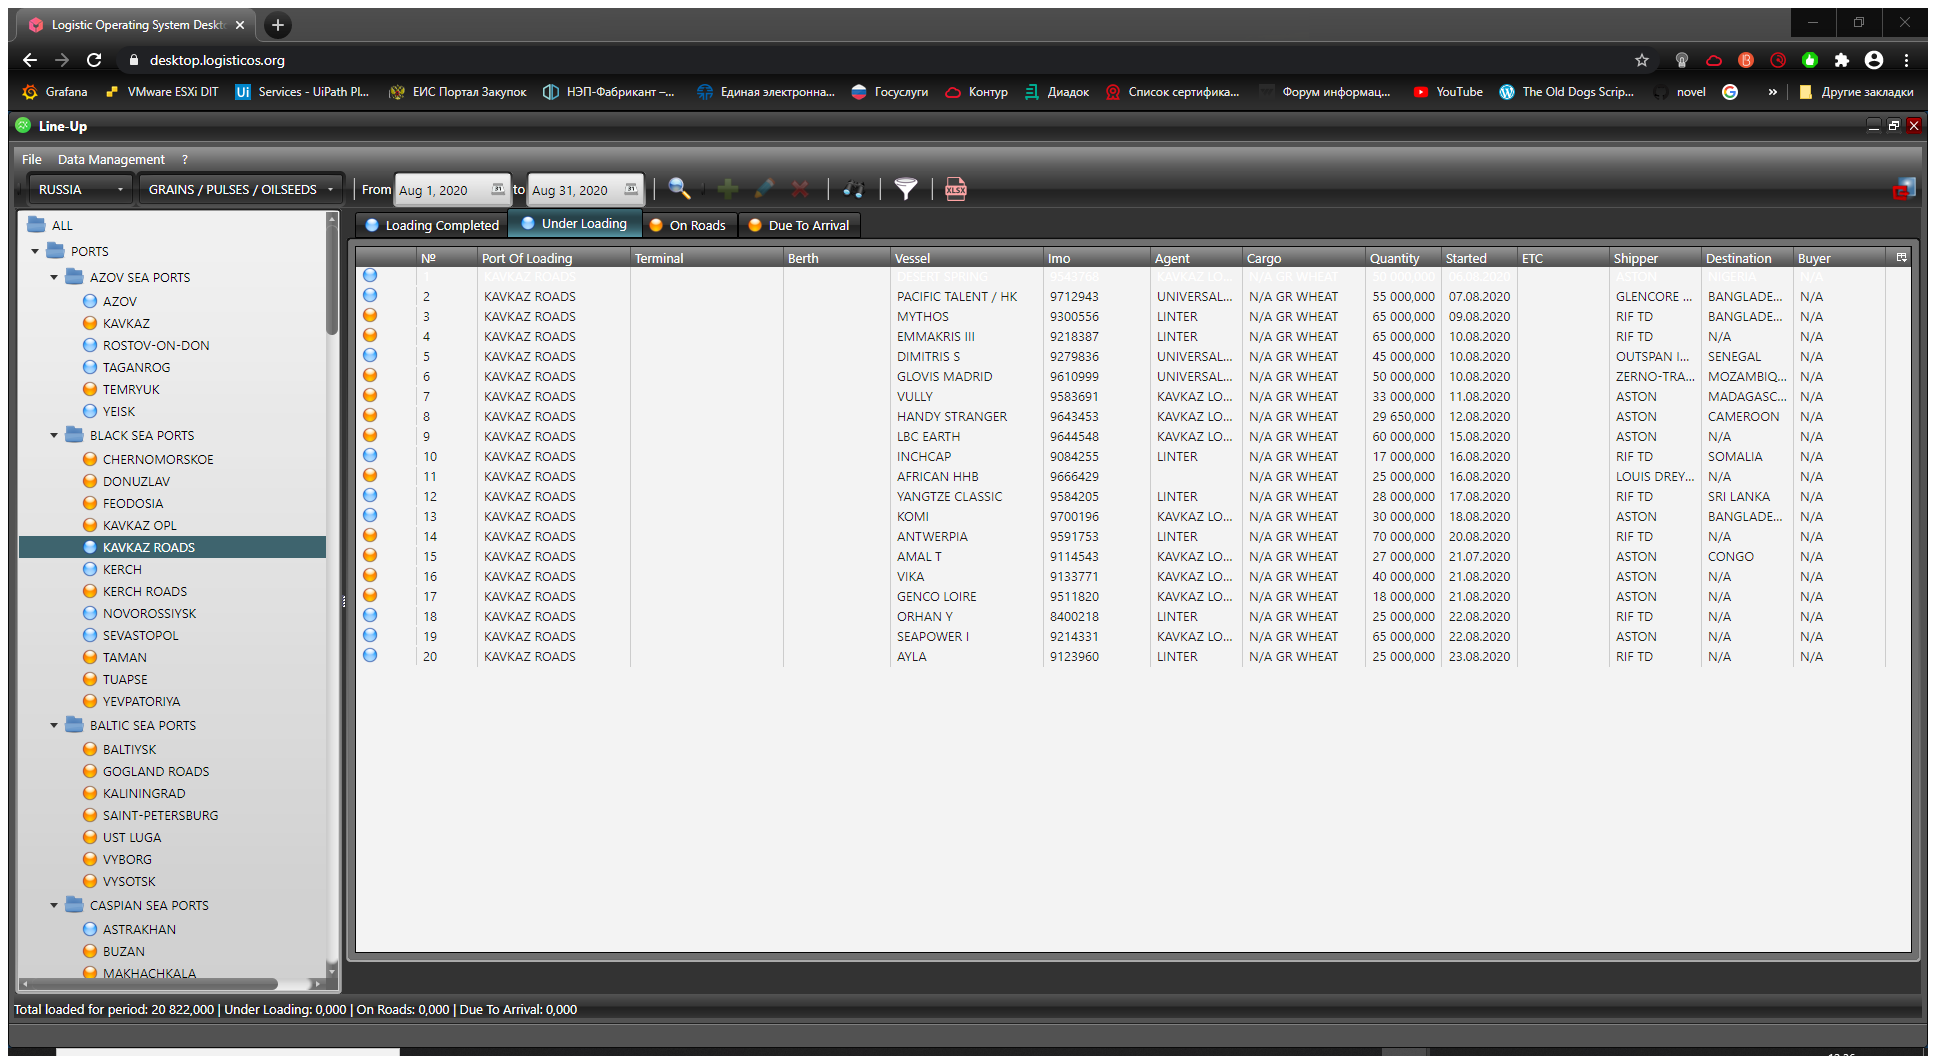 Logistic Operating System Deskt
desktop.logisticos.org
Grafana VMware ESXi DIT Ui Services - UiPath Pl... ЕИС Портал Закупок НЭП-Фабрикант –... Единая электронна... Госуслуги Контур Диадок Список сертифика... Форум информац... YouTube The Old Dogs Scrip... novel » Другие закладки
Line-Up
File Data Management ?
RUSSIA GRAINS / PULSES / OILSEEDS From Aug 1, 2020 to Aug 31, 2020 XLSX
Loading Completed Under Loading On Roads Due To Arrival
ALL
PORTS
AZOV SEA PORTS
AZOV
KAVKAZ
ROSTOV-ON-DON
TAGANROG
TEMRYUK
YEISK
BLACK SEA PORTS
CHERNOMORSKOE
DONUZLAV
FEODOSIA
KAVKAZ OPL
KAVKAZ ROADS
KERCH
KERCH ROADS
NOVOROSSIYSK
SEVASTOPOL
TAMAN
TUAPSE
YEVPATORIYA
BALTIC SEA PORTS
BALTIYSK
GOGLAND ROADS
KALININGRAD
SAINT-PETERSBURG
UST LUGA
VYBORG
VYSOTSK
CASPIAN SEA PORTS
ASTRAKHAN
BUZAN
MAKHACHKALA
№ Port Of Loading Terminal Berth Vessel Imo Agent Cargo Quantity Started ETC Shipper Destination Buyer
1 KAVKAZ ROADS DESERT SPRING 9543768 KAVKAZ LO... N/A GR WHEAT 50 000,000 06.08.2020 ASTON NIGERIA N/A
2 KAVKAZ ROADS PACIFIC TALENT / HK 9712943 UNIVERSAL... N/A GR WHEAT 55 000,000 07.08.2020 GLENCORE ... BANGLADE... N/A
3 KAVKAZ ROADS MYTHOS 9300556 LINTER N/A GR WHEAT 65 000,000 09.08.2020 RIF TD BANGLADE... N/A
4 KAVKAZ ROADS EMMAKRIS III 9218387 LINTER N/A GR WHEAT 65 000,000 10.08.2020 RIF TD N/A N/A
5 KAVKAZ ROADS DIMITRIS S 9279836 UNIVERSAL... N/A GR WHEAT 45 000,000 10.08.2020 OUTSPAN I... SENEGAL N/A
6 KAVKAZ ROADS GLOVIS MADRID 9610999 UNIVERSAL... N/A GR WHEAT 50 000,000 10.08.2020 ZERNO-TRA... MOZAMBIQ... N/A
7 KAVKAZ ROADS VULLY 9583691 KAVKAZ LO... N/A GR WHEAT 33 000,000 11.08.2020 ASTON MADAGASC... N/A
8 KAVKAZ ROADS HANDY STRANGER 9643453 KAVKAZ LO... N/A GR WHEAT 29 650,000 12.08.2020 ASTON CAMEROON N/A
9 KAVKAZ ROADS LBC EARTH 9644548 KAVKAZ LO... N/A GR WHEAT 60 000,000 15.08.2020 ASTON N/A N/A
10 KAVKAZ ROADS INCHCAP 9084255 LINTER N/A GR WHEAT 17 000,000 16.08.2020 RIF TD SOMALIA N/A
11 KAVKAZ ROADS AFRICAN HHB 9666429 N/A GR WHEAT 25 000,000 16.08.2020 LOUIS DREY... N/A N/A
12 KAVKAZ ROADS YANGTZE CLASSIC 9584205 LINTER N/A GR WHEAT 28 000,000 17.08.2020 RIF TD SRI LANKA N/A
13 KAVKAZ ROADS KOMI 9700196 KAVKAZ LO... N/A GR WHEAT 30 000,000 18.08.2020 ASTON BANGLADE... N/A
14 KAVKAZ ROADS ANTWERPIA 9591753 LINTER N/A GR WHEAT 70 000,000 20.08.2020 RIF TD N/A N/A
15 KAVKAZ ROADS AMAL T 9114543 KAVKAZ LO... N/A GR WHEAT 27 000,000 21.07.2020 ASTON CONGO N/A
16 KAVKAZ ROADS VIKA 9133771 KAVKAZ LO... N/A GR WHEAT 40 000,000 21.08.2020 ASTON N/A N/A
17 KAVKAZ ROADS GENCO LOIRE 9511820 KAVKAZ LO... N/A GR WHEAT 18 000,000 21.08.2020 ASTON N/A N/A
18 KAVKAZ ROADS ORHAN Y 8400218 LINTER N/A GR WHEAT 25 000,000 22.08.2020 RIF TD N/A N/A
19 KAVKAZ ROADS SEAPOWER I 9214331 KAVKAZ LO... N/A GR WHEAT 65 000,000 22.08.2020 ASTON N/A N/A
20 KAVKAZ ROADS AYLA 9123960 LINTER N/A GR WHEAT 25 000,000 23.08.2020 RIF TD N/A N/A
Total loaded for period: 20 822,000 | Under Loading: 0,000 | On Roads: 0,000 | Due To Arrival: 0,000